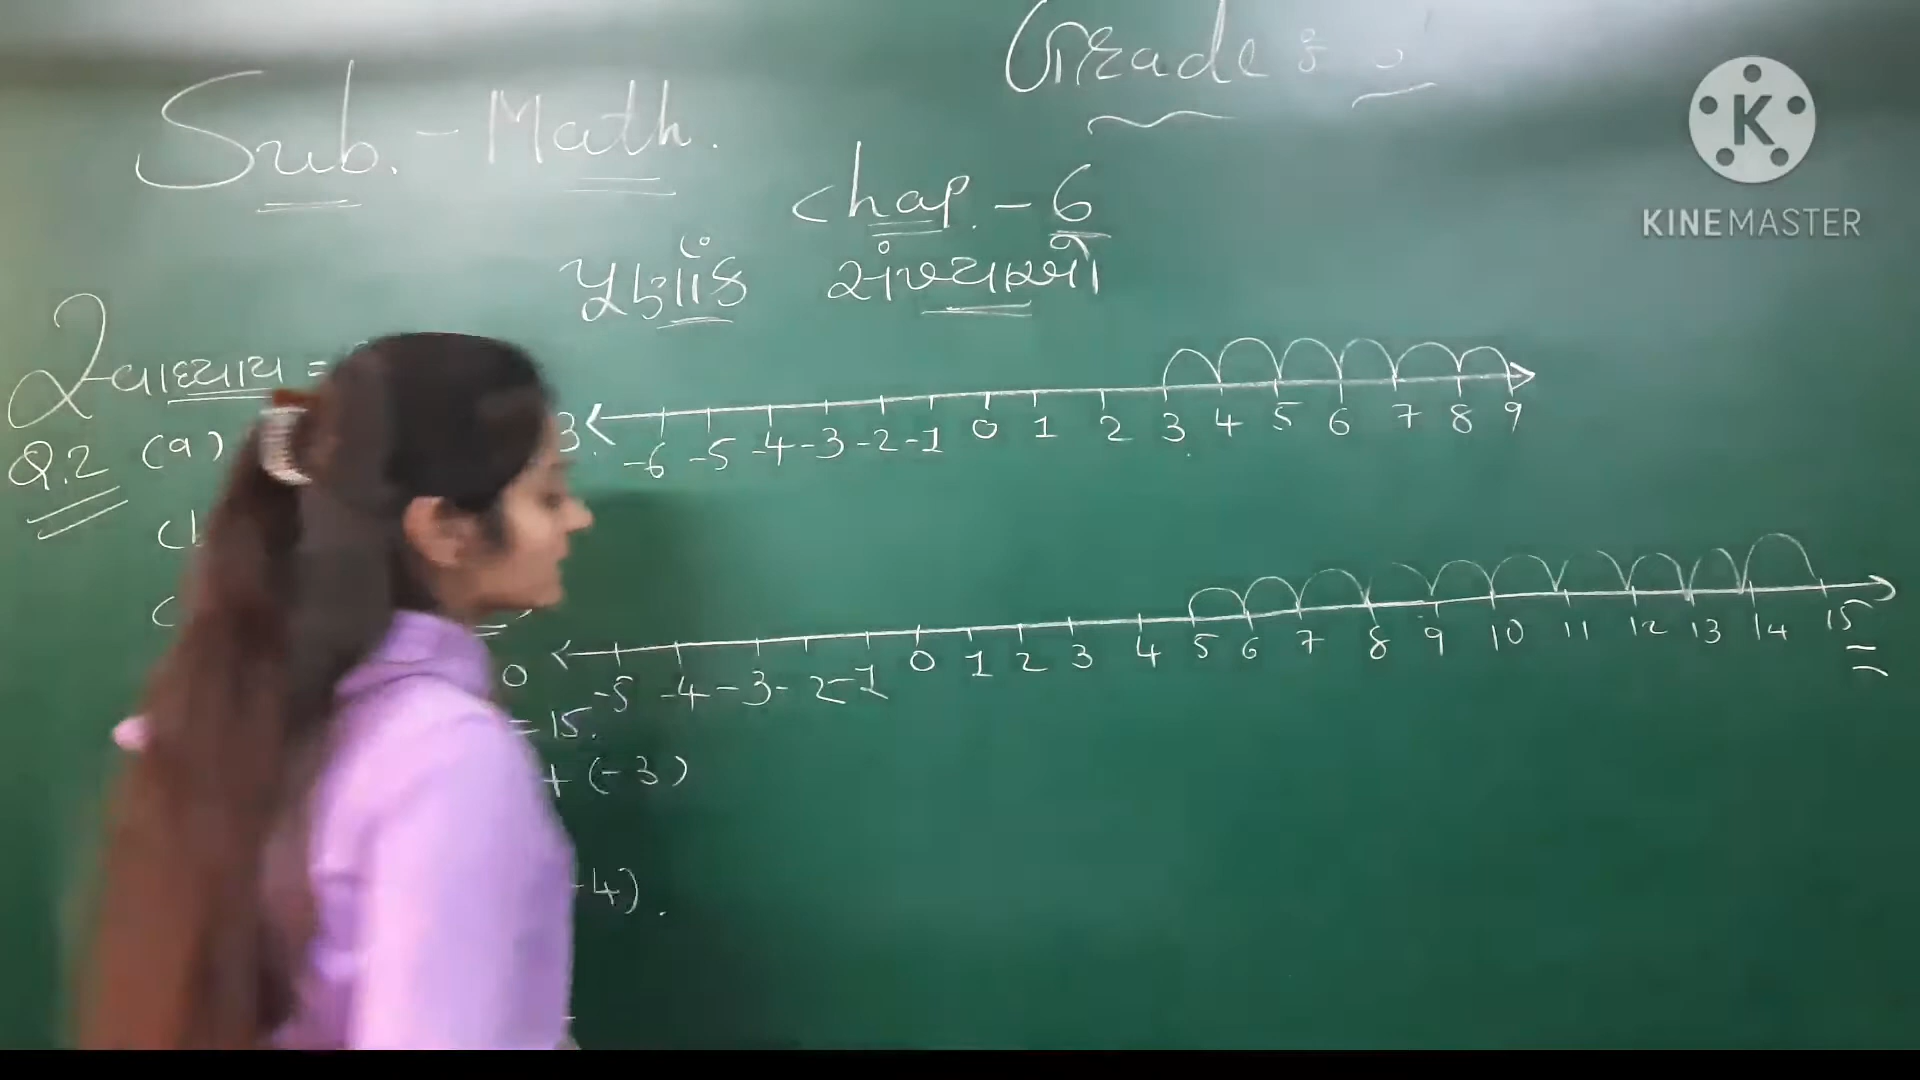 Grade :
Sub. - Math.
Chap. - 6
પુર્ણાંક સંખ્યાઓ
સ્વાધ્યાય =
Q.2 (a) 3.
-6 -5 -4 -3 -2 -1 0 1 2 3 4 5 6 7 8 9
0
-5 -4 -3 -2 -1 0 1 2 3 4 5 6 7 8 9 10 11 12 13 14 15
= 15.
+ (-3)
-4).
K
KINEMASTER